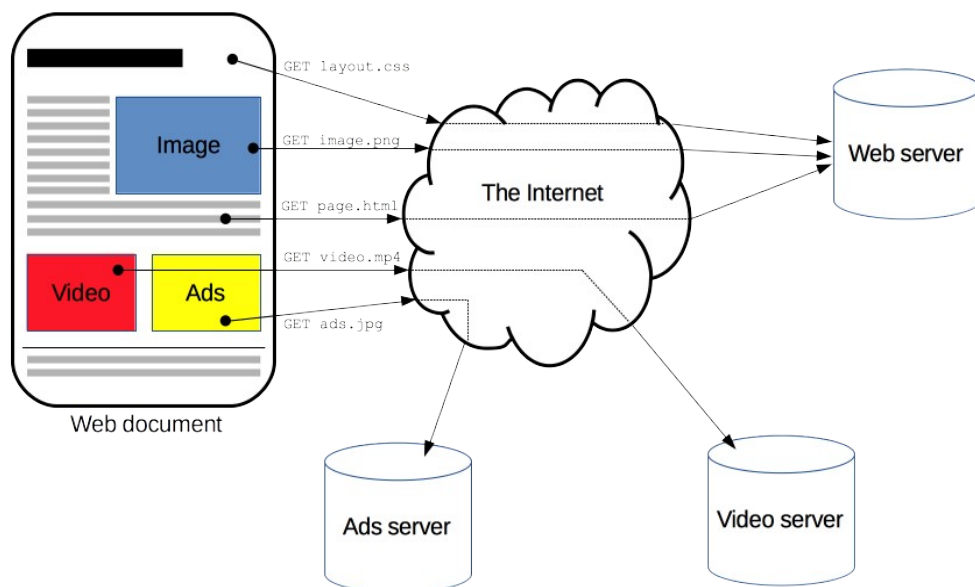 GET layout.css
Image
GET image.png
Web server
The Internet
GET page.html
GET video.mp4
Video
Ads
GET ads.jpg
Web document
Ads server
Video server